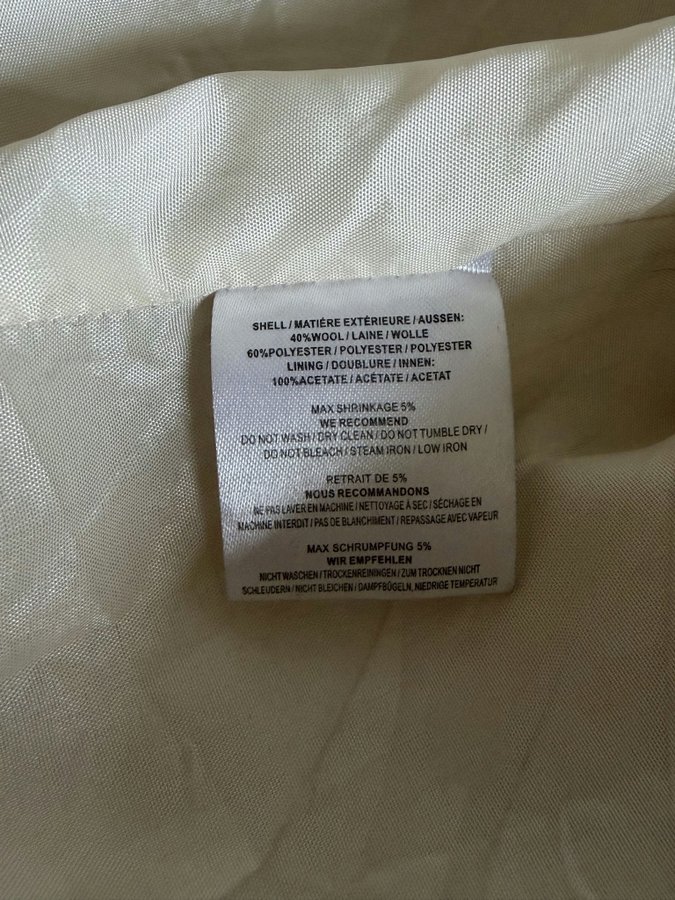 SHELL / MATIÉRE EXTÉRIEURE / AUSSEN:
40%WOOL / LAINE / WOLLE
60%POLYESTER / POLYESTER / POLYESTER
LINING / DOUBLURE / INNEN:
100%ACETATE / ACÉTATE / ACETAT
MAX SHRINKAGE 5%
WE RECOMMEND
DO NOT WASH / DRY CLEAN / DO NOT TUMBLE DRY /
DO NOT BLEACH / STEAM IRON / LOW IRON
RETRAIT DE 5%
NOUS RECOMMANDONS
NE PAS LAVER EN MACHINE / NETTOYAGE À SEC / SÉCHAGE EN
MACHINE INTERDIT / PAS DE BLANCHIMENT / REPASSAGE AVEC VAPEUR
MAX SCHRUMPFUNG 5%
WIR EMPFEHLEN
NICHT WASCHEN / TROCKENREININGEN / ZUM TROCKNEN NICHT
SCHLEUDERN / NICHT BLEICHEN / DAMPFBÜGELN, NIEDRIGE TEMPERATUR